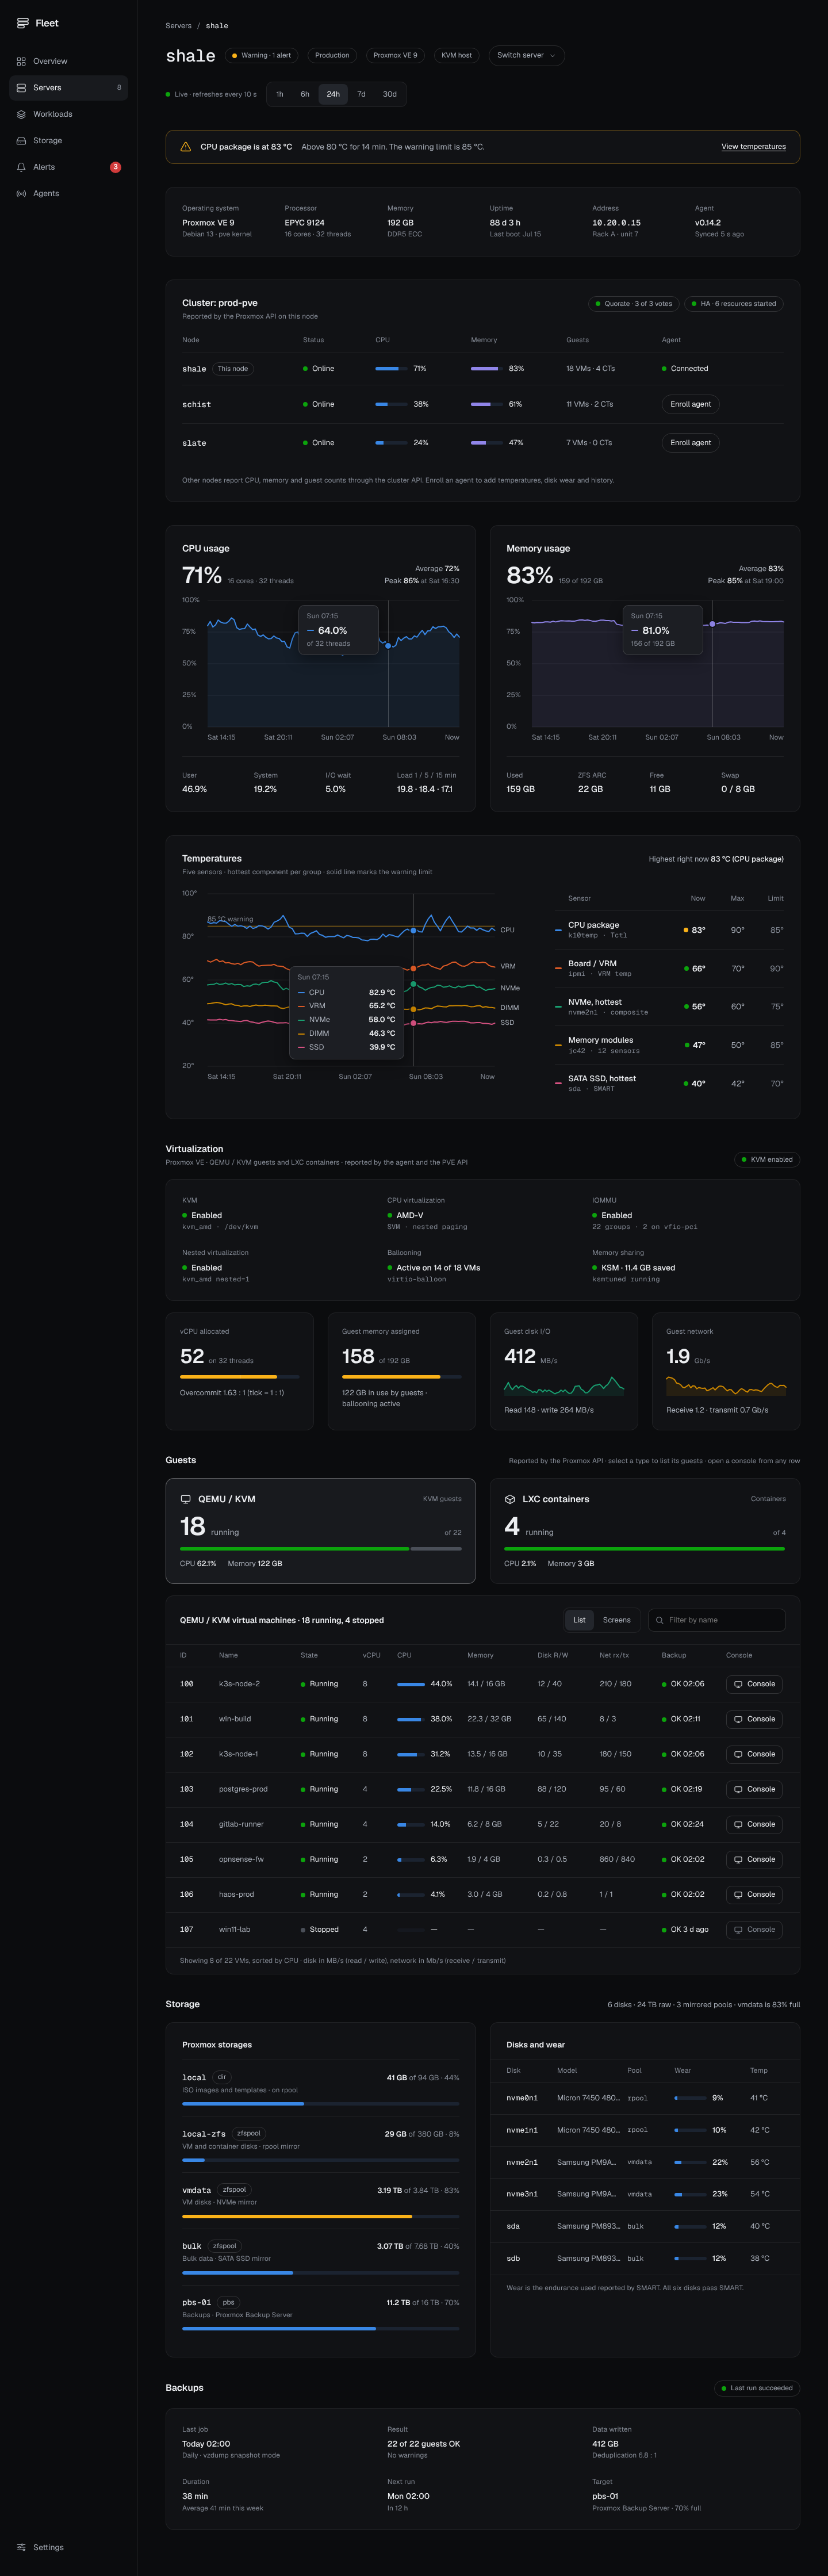 Fleet
Overview
Servers 8
Workloads
Storage
Alerts 3
Agents
Settings
Servers / shale
shale Warning · 1 alert Production Proxmox VE 9 KVM host Switch server
Live · refreshes every 10 s 1h 6h 24h 7d 30d
CPU package is at 83 °C Above 80 °C for 14 min. The warning limit is 85 °C. View temperatures
Operating system Processor Memory Uptime Address Agent
Proxmox VE 9 EPYC 9124 192 GB 88 d 3 h 10.20.0.15 v0.14.2
Debian 13 · pve kernel 16 cores · 32 threads DDR5 ECC Last boot Jul 15 Rack A · unit 7 Synced 5 s ago
Cluster: prod-pve Quorate · 3 of 3 votes HA · 6 resources started
Reported by the Proxmox API on this node
Node Status CPU Memory Guests Agent
shale This node Online 71% 83% 18 VMs · 4 CTs Connected
schist Online 38% 61% 11 VMs · 2 CTs Enroll agent
slate Online 24% 47% 7 VMs · 0 CTs Enroll agent
Other nodes report CPU, memory and guest counts through the cluster API. Enroll an agent to add temperatures, disk wear and history.
CPU usage
71% 16 cores · 32 threads
Average 72%
Peak 86% at Sat 16:30
100%
75%
50%
25%
0%
Sun 07:15
64.0%
of 32 threads
Sat 14:15 Sat 20:11 Sun 02:07 Sun 08:03 Now
User System I/O wait Load 1 / 5 / 15 min
46.9% 19.2% 5.0% 19.8 · 18.4 · 17.1
Memory usage
83% 159 of 192 GB
Average 83%
Peak 85% at Sat 19:00
100%
75%
50%
25%
0%
Sun 07:15
81.0%
156 of 192 GB
Sat 14:15 Sat 20:11 Sun 02:07 Sun 08:03 Now
Used ZFS ARC Free Swap
159 GB 22 GB 11 GB 0 / 8 GB
Temperatures Highest right now 83 °C (CPU package)
Five sensors · hottest component per group · solid line marks the warning limit
100°
80°
60°
40°
20°
85 °C warning
CPU
VRM
NVMe
DIMM
SSD
Sun 07:15
CPU 82.9 °C
VRM 65.2 °C
NVMe 58.0 °C
DIMM 46.3 °C
SSD 39.9 °C
Sat 14:15 Sat 20:11 Sun 02:07 Sun 08:03 Now
Sensor Now Max Limit
CPU package 83° 90° 85°
k10temp · Tctl
Board / VRM 66° 70° 90°
ipmi · VRM temp
NVMe, hottest 56° 60° 75°
nvme2n1 · composite
Memory modules 47° 50° 85°
jc42 · 12 sensors
SATA SSD, hottest 40° 42° 70°
sda · SMART
Virtualization
Proxmox VE · QEMU / KVM guests and LXC containers · reported by the agent and the PVE API KVM enabled
KVM CPU virtualization IOMMU
Enabled AMD-V Enabled
kvm_amd · /dev/kvm SVM · nested paging 22 groups · 2 on vfio-pci
Nested virtualization Ballooning Memory sharing
Enabled Active on 14 of 18 VMs KSM · 11.4 GB saved
kvm_amd nested=1 virtio-balloon ksmtuned running
vCPU allocated
52 on 32 threads
Overcommit 1.63 : 1 (tick = 1 : 1)
Guest memory assigned
158 of 192 GB
122 GB in use by guests ·
ballooning active
Guest disk I/O
412 MB/s
Read 148 · write 264 MB/s
Guest network
1.9 Gb/s
Receive 1.2 · transmit 0.7 Gb/s
Guests Reported by the Proxmox API · select a type to list its guests · open a console from any row
QEMU / KVM KVM guests
18 running of 22
CPU 62.1% Memory 122 GB
LXC containers Containers
4 running of 4
CPU 2.1% Memory 3 GB
QEMU / KVM virtual machines · 18 running, 4 stopped List Screens Filter by name
ID Name State vCPU CPU Memory Disk R/W Net rx/tx Backup Console
100 k3s-node-2 Running 8 44.0% 14.1 / 16 GB 12 / 40 210 / 180 OK 02:06 Console
101 win-build Running 8 38.0% 22.3 / 32 GB 65 / 140 8 / 3 OK 02:11 Console
102 k3s-node-1 Running 8 31.2% 13.5 / 16 GB 10 / 35 180 / 150 OK 02:06 Console
103 postgres-prod Running 4 22.5% 11.8 / 16 GB 88 / 120 95 / 60 OK 02:19 Console
104 gitlab-runner Running 4 14.0% 6.2 / 8 GB 5 / 22 20 / 8 OK 02:24 Console
105 opnsense-fw Running 2 6.3% 1.9 / 4 GB 0.3 / 0.5 860 / 840 OK 02:02 Console
106 haos-prod Running 2 4.1% 3.0 / 4 GB 0.2 / 0.8 1 / 1 OK 02:02 Console
107 win11-lab Stopped 4 — — — — OK 3 d ago Console
Showing 8 of 22 VMs, sorted by CPU · disk in MB/s (read / write), network in Mb/s (receive / transmit)
Storage 6 disks · 24 TB raw · 3 mirrored pools · vmdata is 83% full
Proxmox storages
local dir 41 GB of 94 GB · 44%
ISO images and templates · on rpool
local-zfs zfspool 29 GB of 380 GB · 8%
VM and container disks · rpool mirror
vmdata zfspool 3.19 TB of 3.84 TB · 83%
VM disks · NVMe mirror
bulk zfspool 3.07 TB of 7.68 TB · 40%
Bulk data · SATA SSD mirror
pbs-01 pbs 11.2 TB of 16 TB · 70%
Backups · Proxmox Backup Server
Disks and wear
Disk Model Pool Wear Temp
nvme0n1 Micron 7450 480… rpool 9% 41 °C
nvme1n1 Micron 7450 480… rpool 10% 42 °C
nvme2n1 Samsung PM9A… vmdata 22% 56 °C
nvme3n1 Samsung PM9A… vmdata 23% 54 °C
sda Samsung PM893… bulk 12% 40 °C
sdb Samsung PM893… bulk 12% 38 °C
Wear is the endurance used reported by SMART. All six disks pass SMART.
Backups Last run succeeded
Last job Result Data written
Today 02:00 22 of 22 guests OK 412 GB
Daily · vzdump snapshot mode No warnings Deduplication 6.8 : 1
Duration Next run Target
38 min Mon 02:00 pbs-01
Average 41 min this week In 12 h Proxmox Backup Server · 70% full